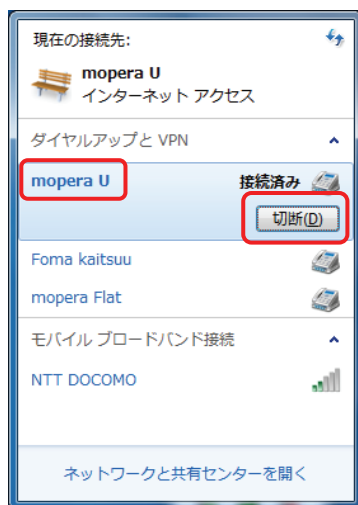 現在の接続先:
mopera U
インターネット アクセス
ダイヤルアップと VPN
mopera U 接続済み
切断(D)
Foma kaitsuu
mopera Flat
モバイル ブロードバンド接続
NTT DOCOMO
ネットワークと共有センターを開く